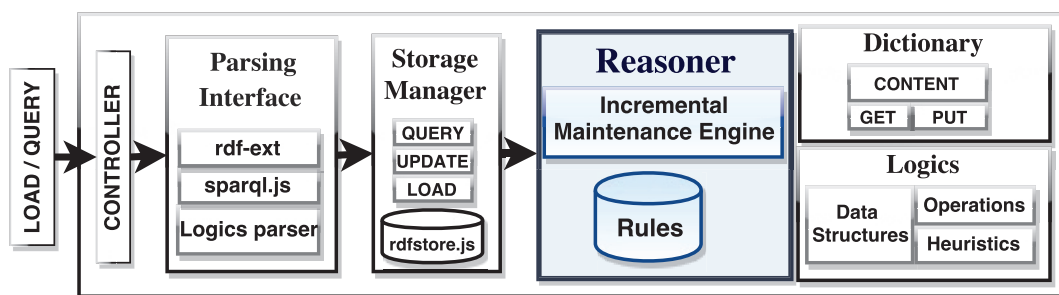 LOAD / QUERY
CONTROLLER
Parsing
Interface
rdf-ext
sparql.js
Logics parser
Storage
Manager
QUERY
UPDATE
LOAD
rdfstore.js
Reasoner
Incremental
Maintenance Engine
Rules
Dictionary
CONTENT
GET PUT
Logics
Data
Structures
Operations
Heuristics